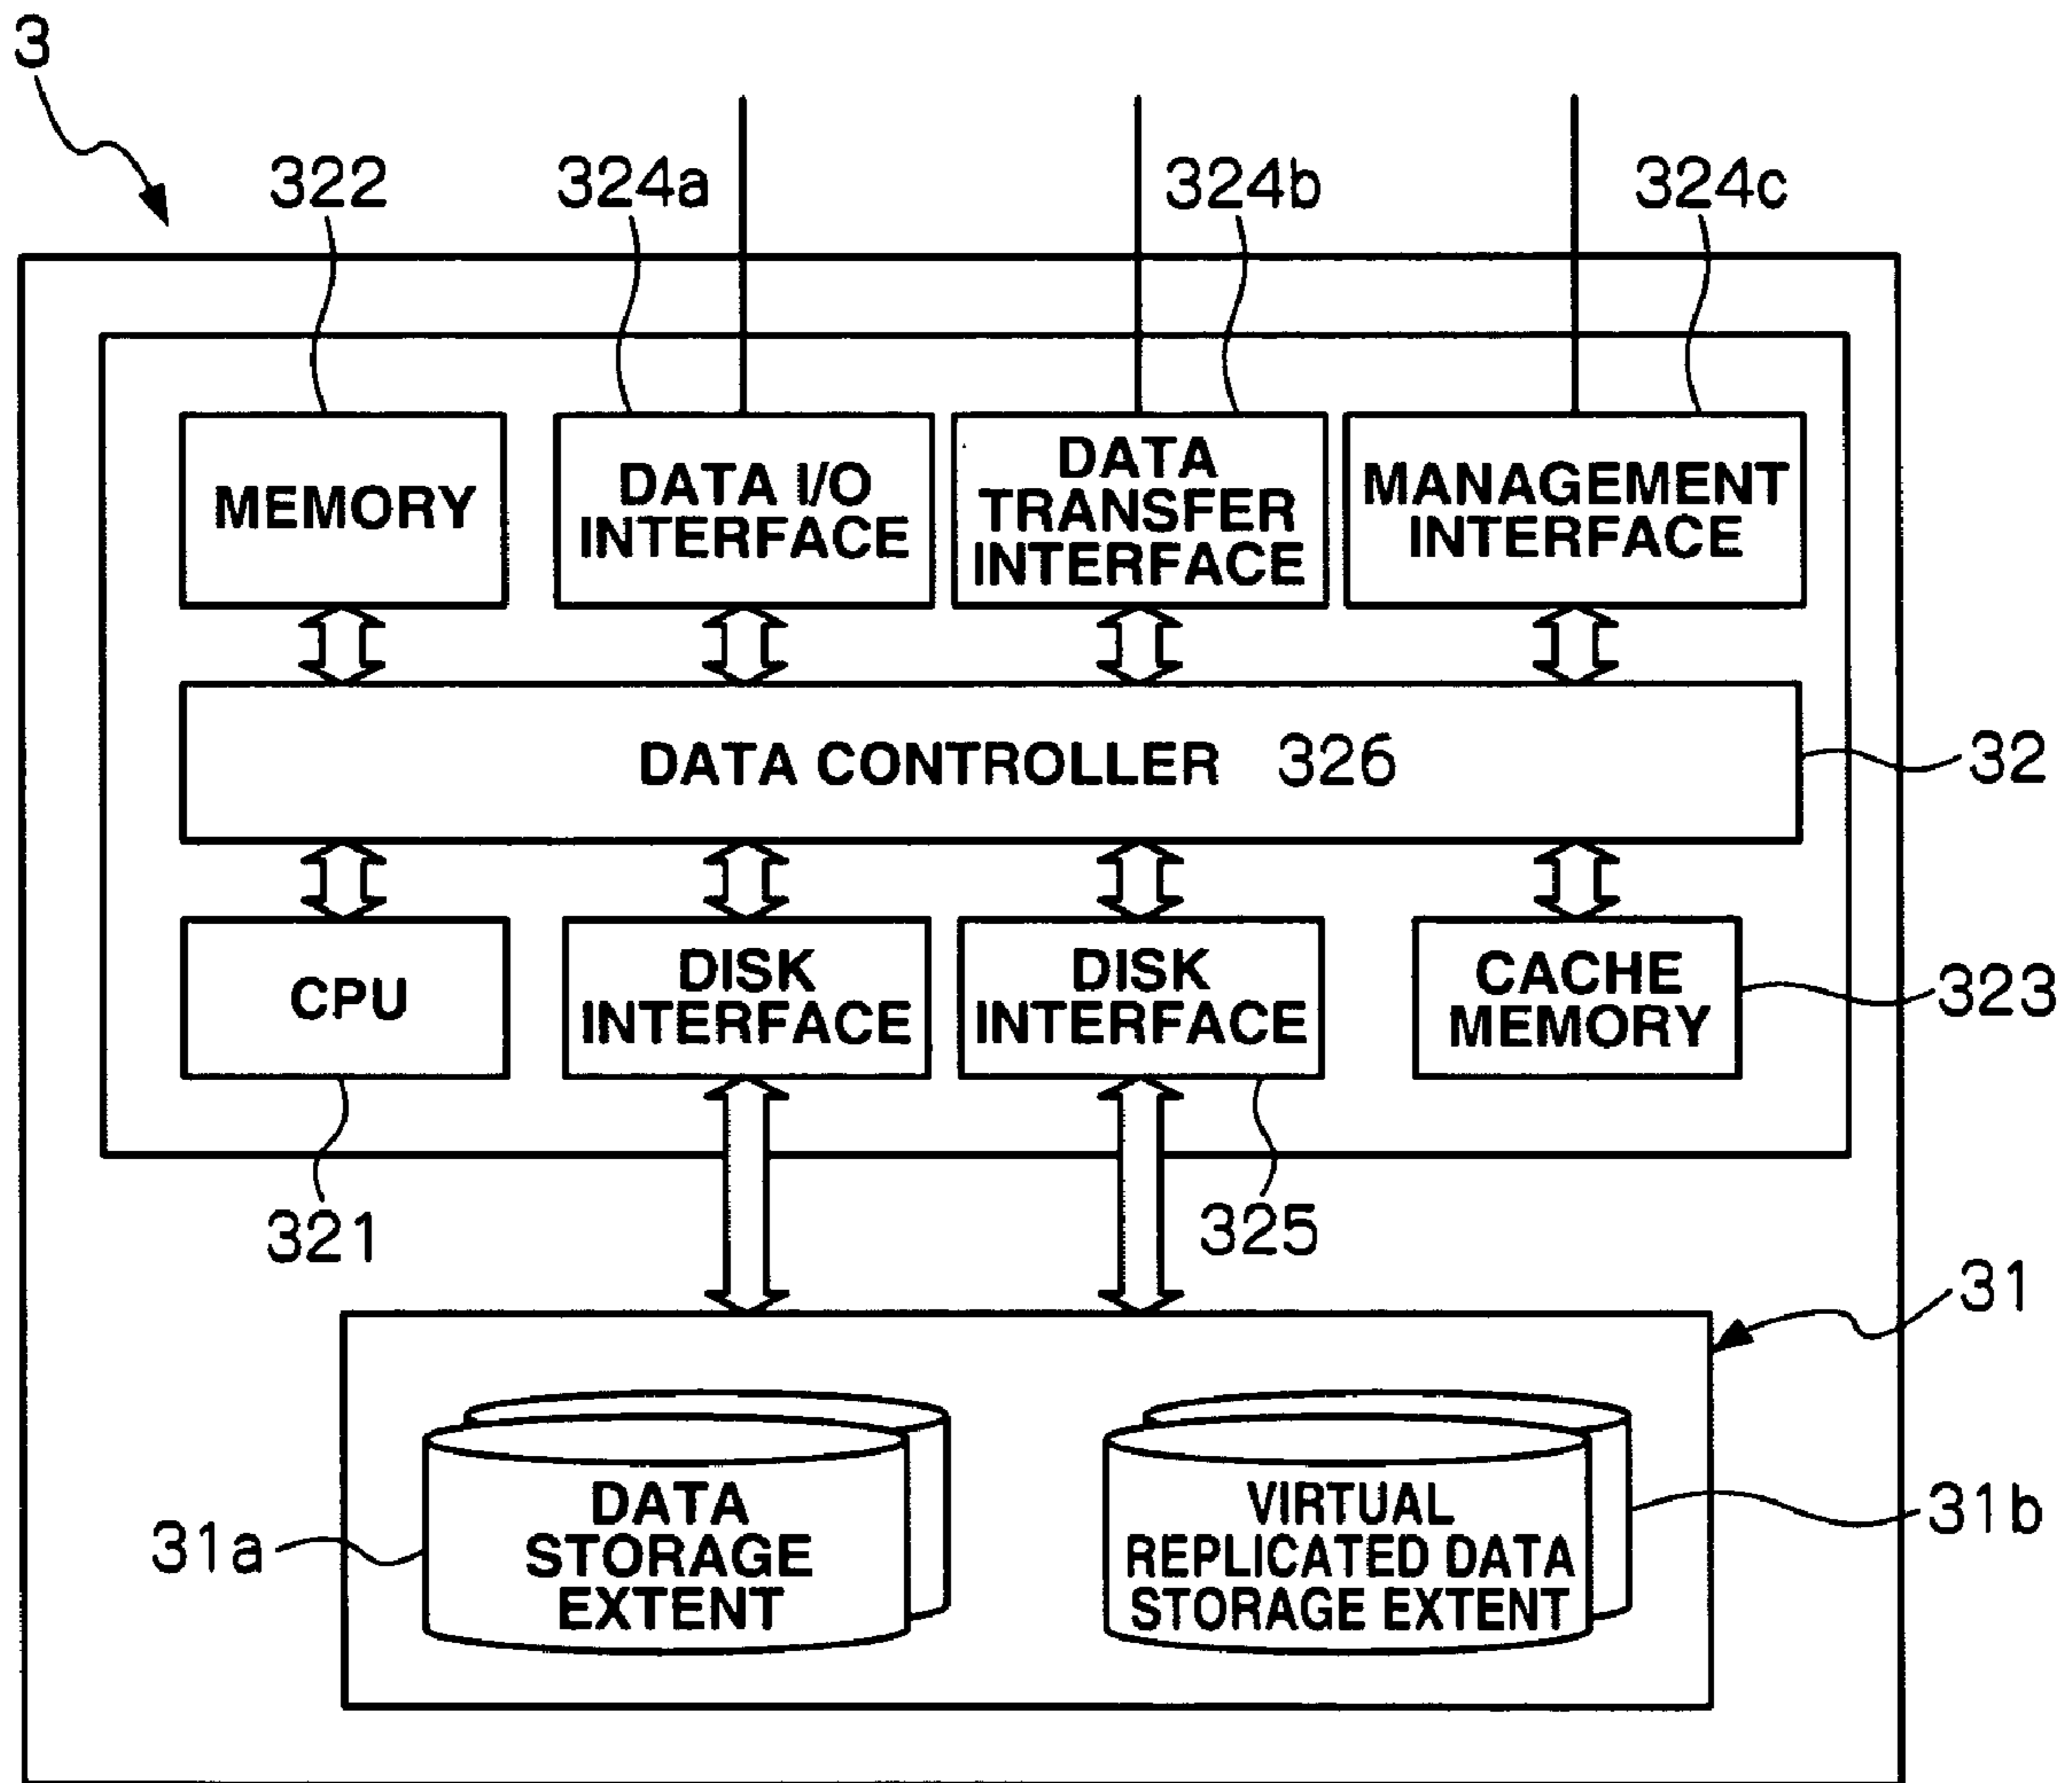 3
322
324a
324b
324c
MEMORY
DATA I/O
INTERFACE
DATA
TRANSFER
INTERFACE
MANAGEMENT
INTERFACE
DATA CONTROLLER 326
32
CPU
DISK
INTERFACE
DISK
INTERFACE
CACHE
MEMORY
323
321
325
31
DATA
STORAGE
EXTENT
31a
VIRTUAL
REPLICATED DATA
STORAGE EXTENT
31b